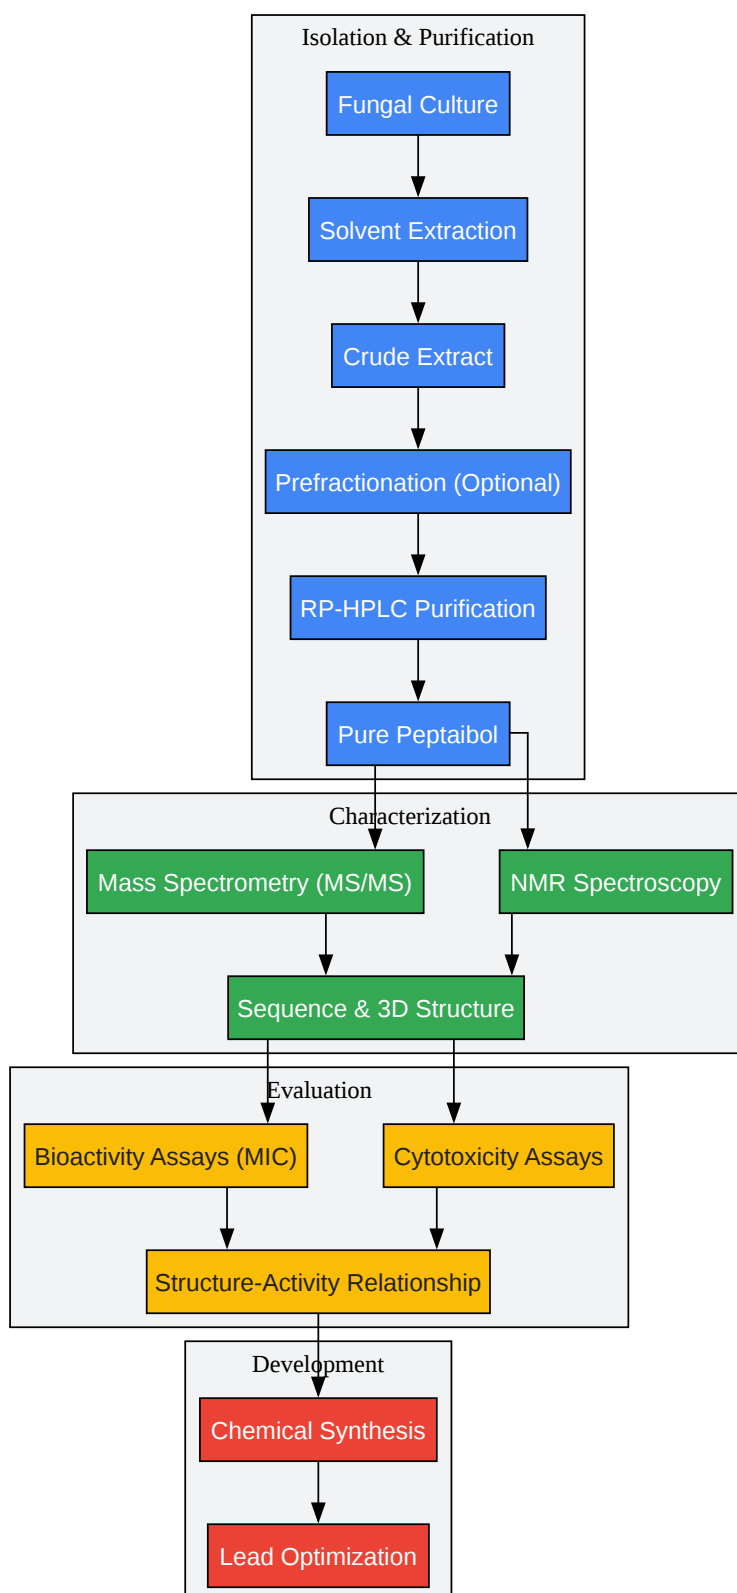 Isolation & Purification
Fungal Culture
Solvent Extraction
Crude Extract
Prefractionation (Optional)
RP-HPLC Purification
Pure Peptaibol
Characterization
Mass Spectrometry (MS/MS)
NMR Spectroscopy
Sequence & 3D Structure
Evaluation
Bioactivity Assays (MIC)
Cytotoxicity Assays
Structure-Activity Relationship
Development
Chemical Synthesis
Lead Optimization